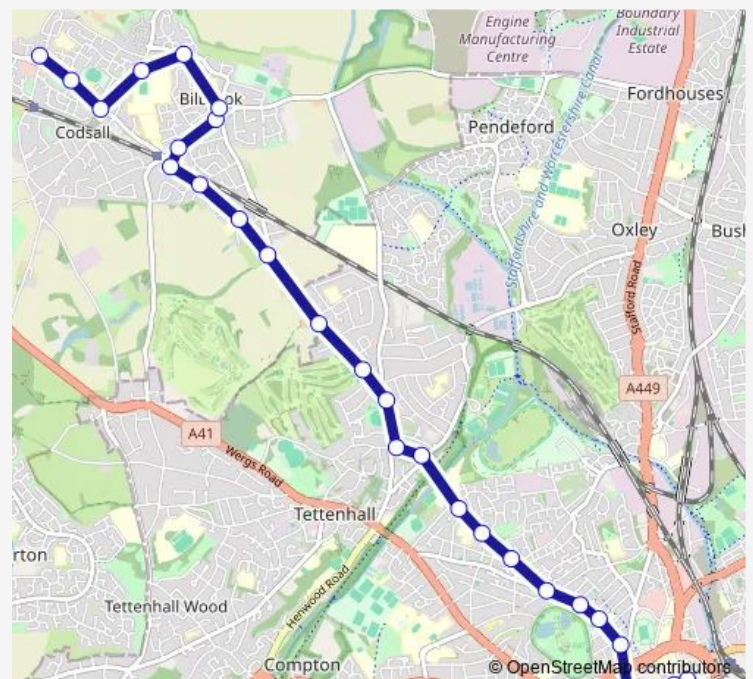 Boundary
Industrial
Estate
Engine
Manufacturing
Centre
Fordhouses
Codsall
Pendeford
Staffordshire and Worcestershire Canal
Oxley
Stafford Road
A449
A41
Wergs Road
Tettenhall
Henwood Road
Tettenhall Wood
Compton
© OpenStreetMap contributors